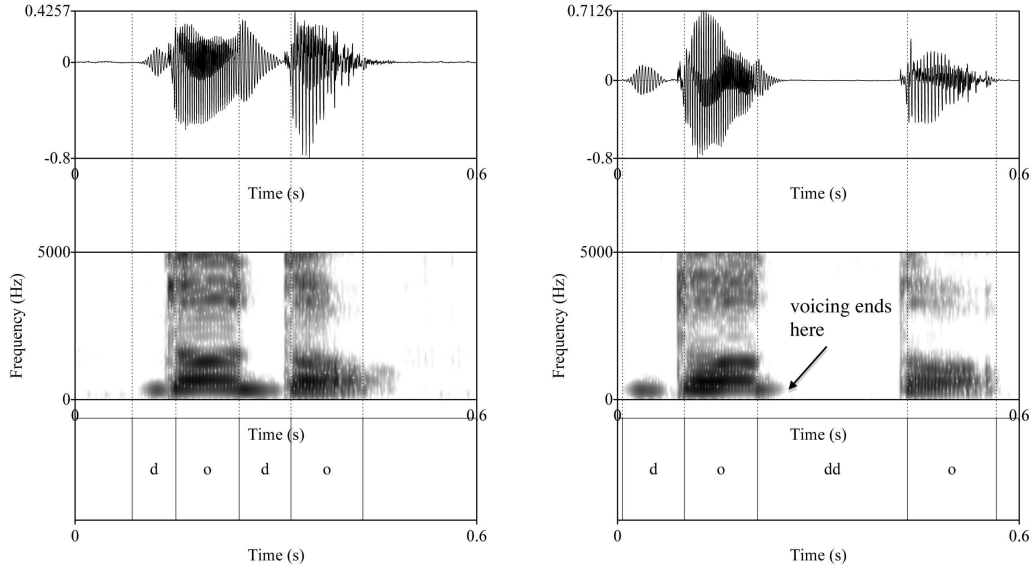 0.4257
0
-0.8
0
0.6
Time (s)
5000
Frequency (Hz)
0
0
0.6
Time (s)
d o d o
0
0.6
Time (s)
0.7126
0
-0.8
0
0.6
Time (s)
5000
Frequency (Hz)
0
voicing ends
here
0
0.6
Time (s)
d o dd o
0
0.6
Time (s)